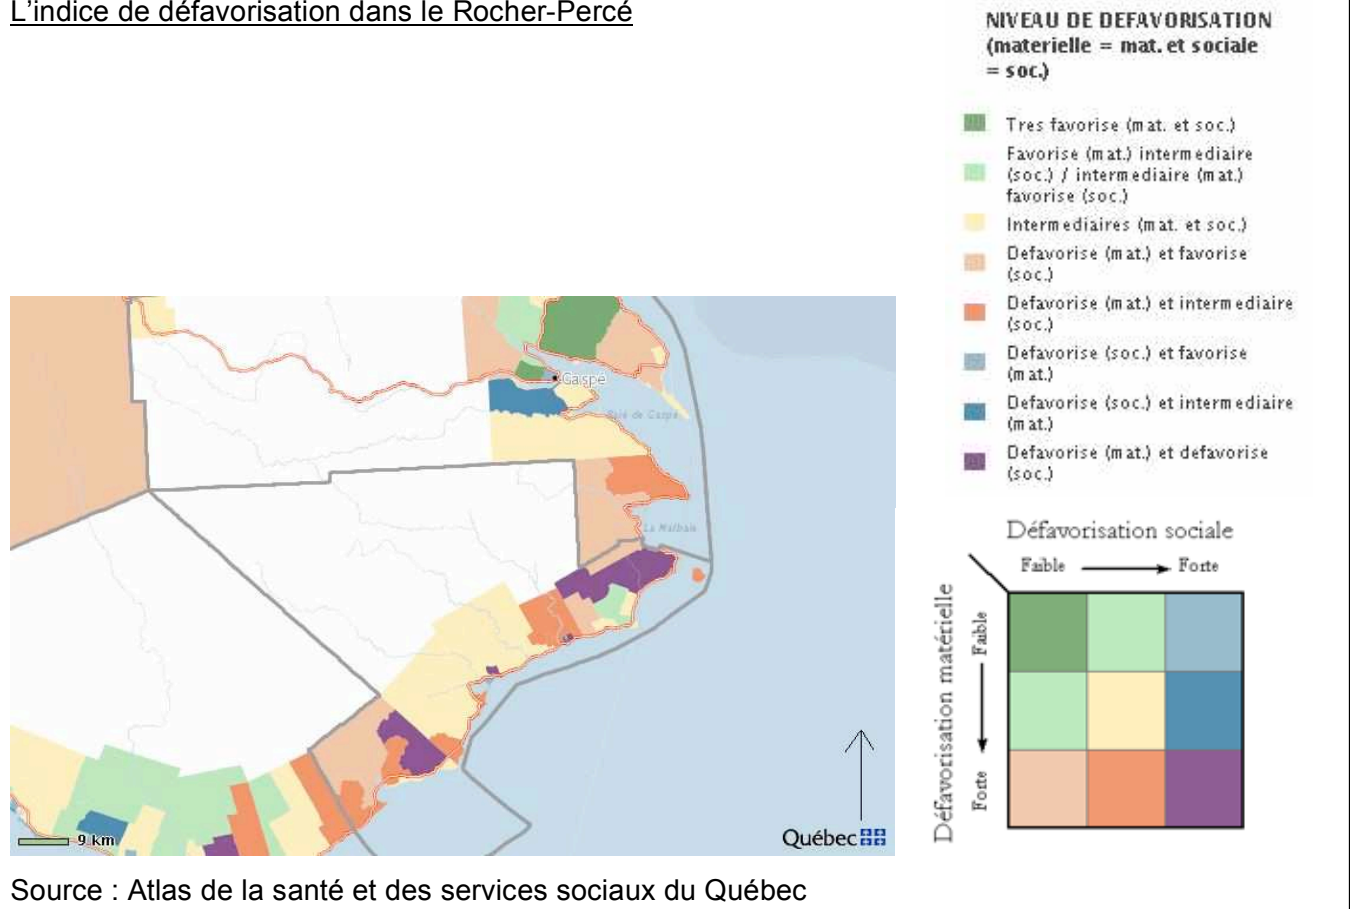 L'indice de défavorisation dans le Rocher-Percé
NIVEAU DE DEFAVORISATION
(materielle = mat. et sociale
= soc.)
Tres favorise (mat. et soc.)
Favorise (mat.) intermediaire
(soc.) / intermediaire (mat.)
favorise (soc.)
Intermediaires (mat. et soc.)
Defavorise (mat.) et favorise
(soc.)
Defavorise (mat.) et intermediaire
(soc.)
Defavorise (soc.) et favorise
(mat.)
Defavorise (soc.) et intermediaire
(mat.)
Defavorise (mat.) et defavorise
(soc.)
Gaspé
Baie de Gaspé
La Malbaie
9 km
Québec
Défavorisation sociale
Faible
Forte
Défavorisation matérielle
Faible
Forte
Source : Atlas de la santé et des services sociaux du Québec